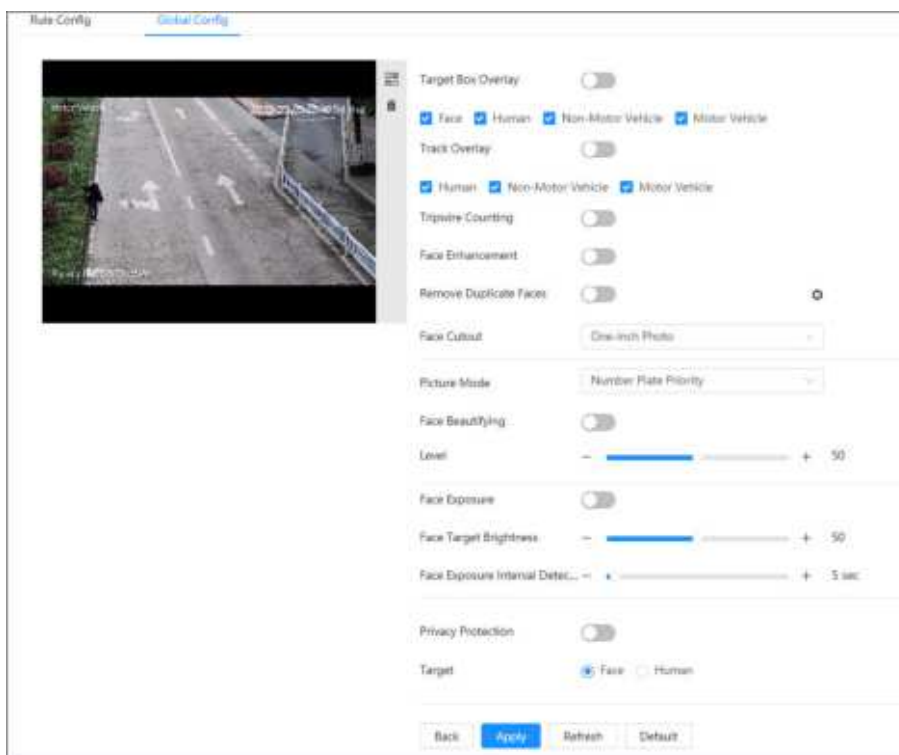 Rule Config Global Config
Motor Vehicle
Target Box Overlay
Face Human Non-Motor Vehicle Motor Vehicle
Track Overlay
Human Non-Motor Vehicle Motor Vehicle
Tripwire Counting
Face Enhancement
Remove Duplicate Faces
Face Cutout One-inch Photo
Picture Mode Number Plate Priority
Face Beautifying
Level − + 50
Face Exposure
Face Target Brightness − + 50
Face Exposure Interval Detec... − + 5 sec
Privacy Protection
Target Face Human
Back Apply Refresh Default